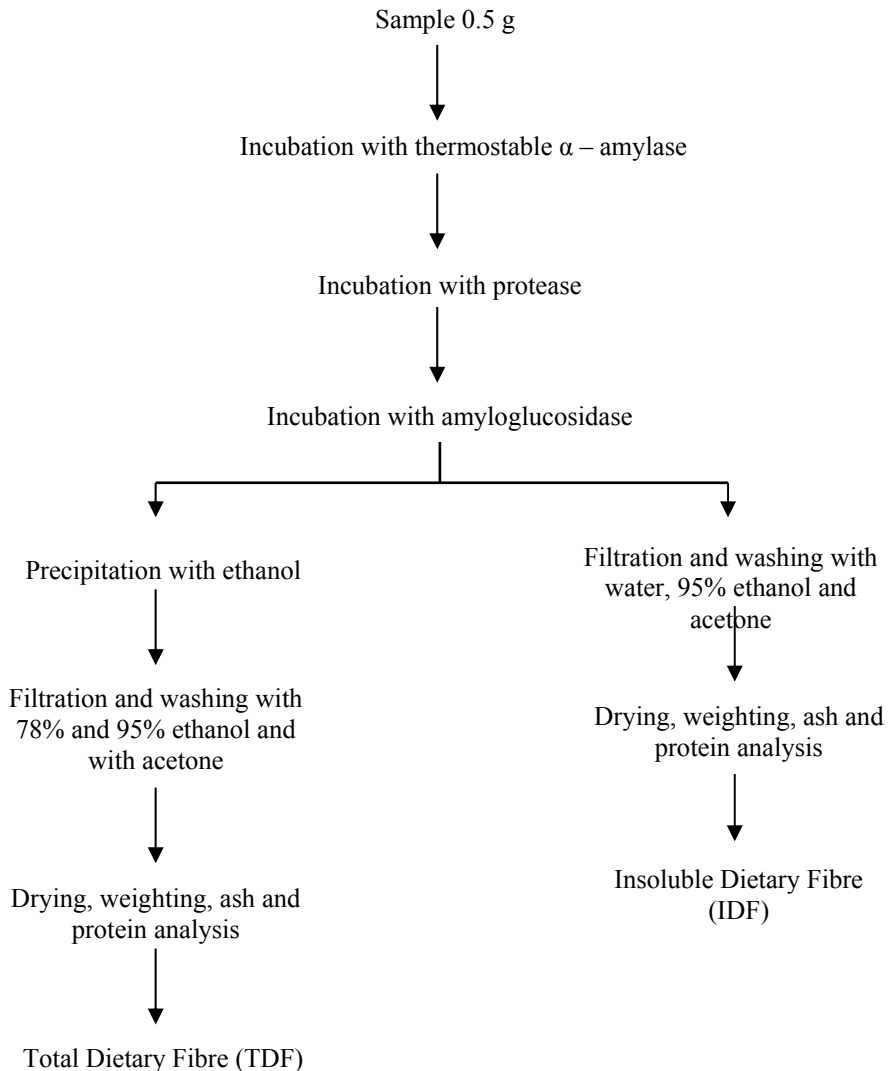 Sample 0.5 g
Incubation with thermostable α – amylase
Incubation with protease
Incubation with amyloglucosidase
Precipitation with ethanol
Filtration and washing with
78% and 95% ethanol and
with acetone
Drying, weighting, ash and
protein analysis
Total Dietary Fibre (TDF)
Filtration and washing with
water, 95% ethanol and
acetone
Drying, weighting, ash and
protein analysis
Insoluble Dietary Fibre
(IDF)